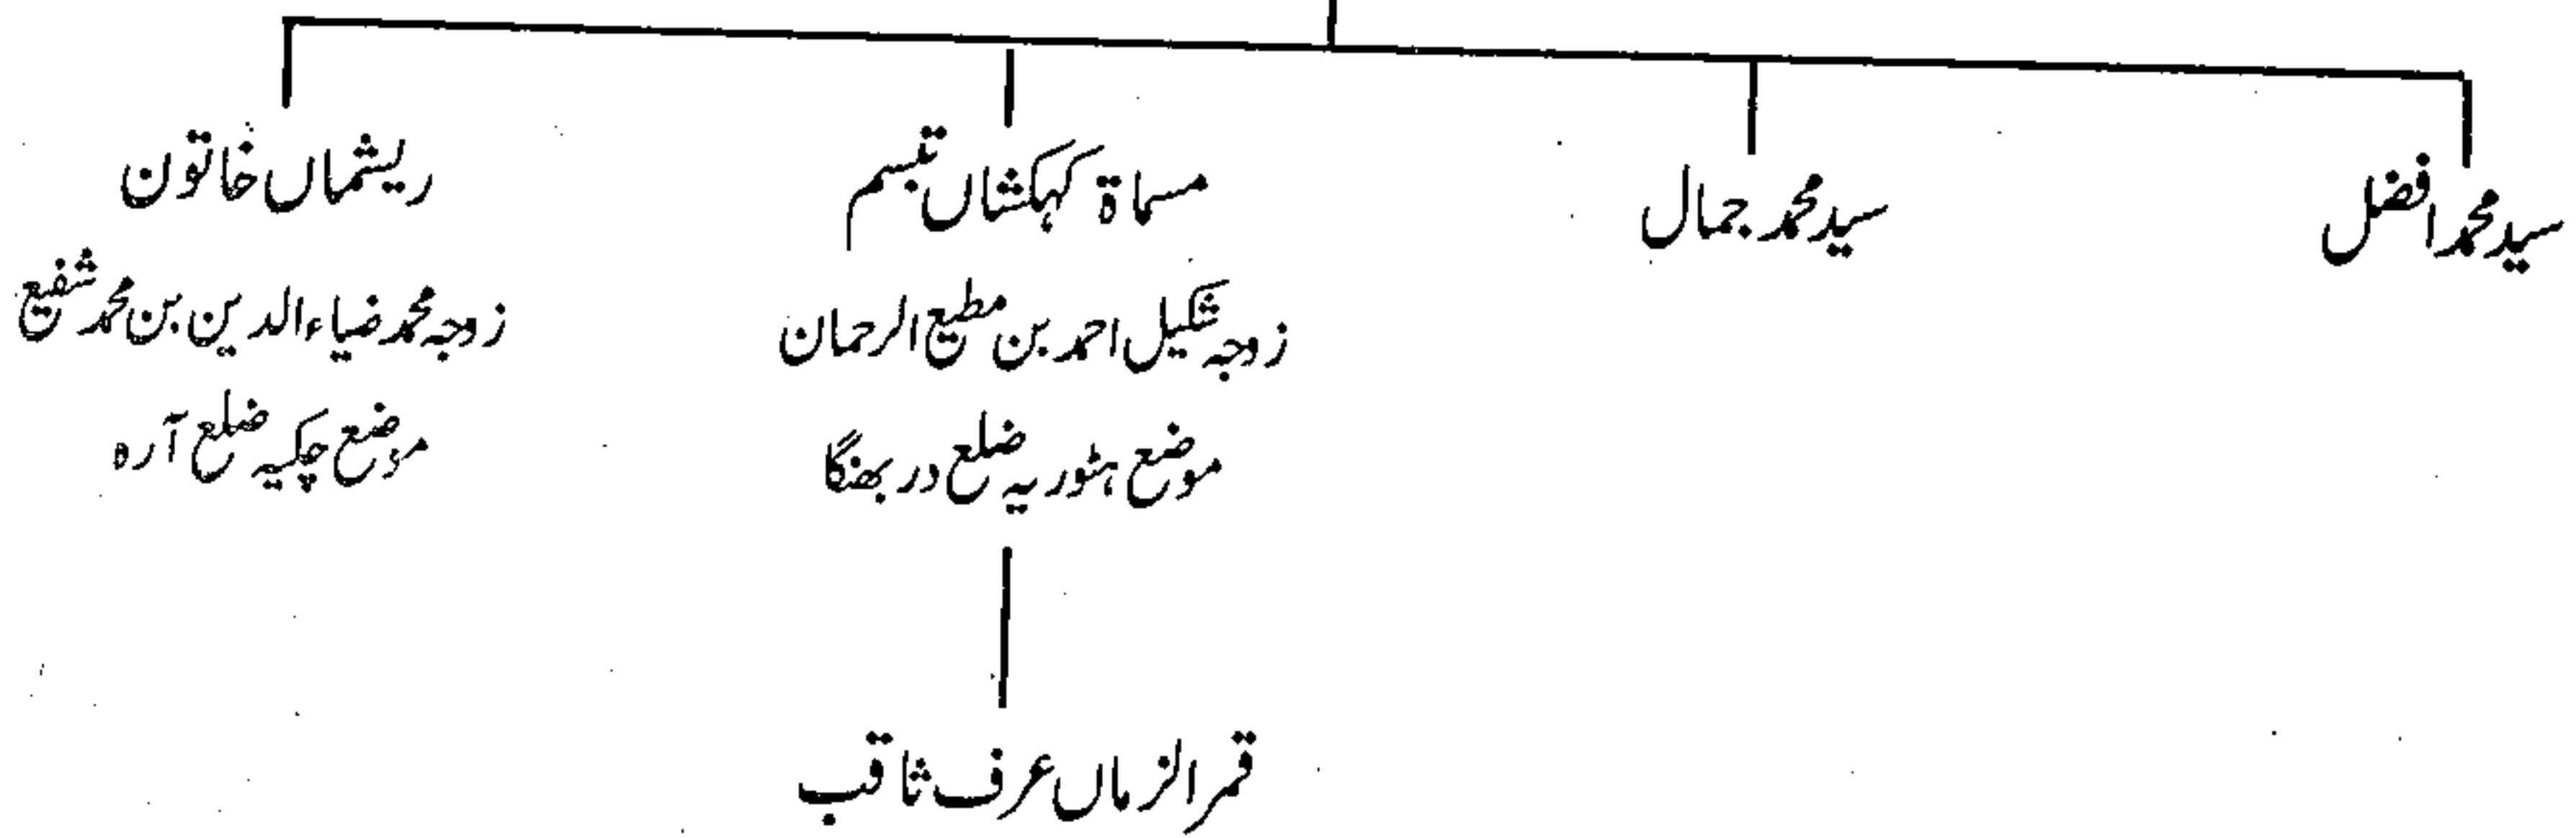 سید محمد افضل
سید محمد جمال
مسماۃ کہکشاں تبسم
زوجہ شکیل احمد بن مطیع الرحمان
موضع ہثوریہ ضلع دربھنگا
قمر الزماں عرف ثاقب
ریشماں خاتون
زوجہ محمد ضیاء الدین بن محمد شفیع
موضع چکیہ ضلع آرہ